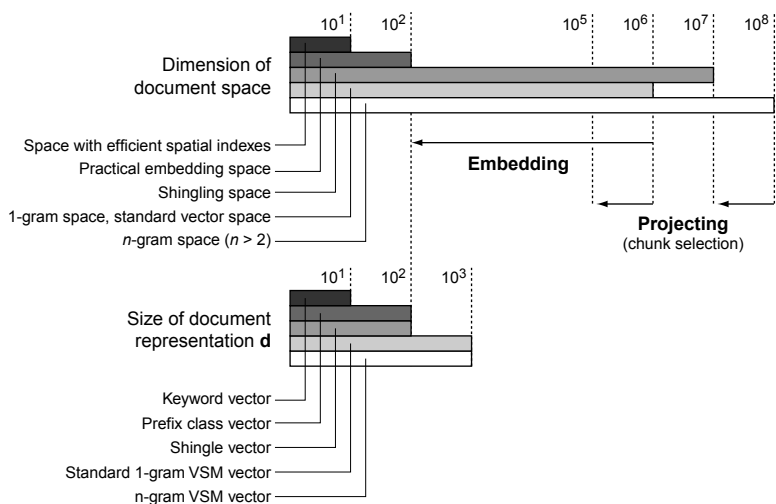 10¹ 10² 10⁵ 10⁶ 10⁷ 10⁸
Dimension of
document space
Space with efficient spatial indexes
Practical embedding space
Shingling space
1-gram space, standard vector space
n-gram space (n > 2)
Embedding
Projecting
(chunk selection)
10¹ 10² 10³
Size of document
representation d
Keyword vector
Prefix class vector
Shingle vector
Standard 1-gram VSM vector
n-gram VSM vector